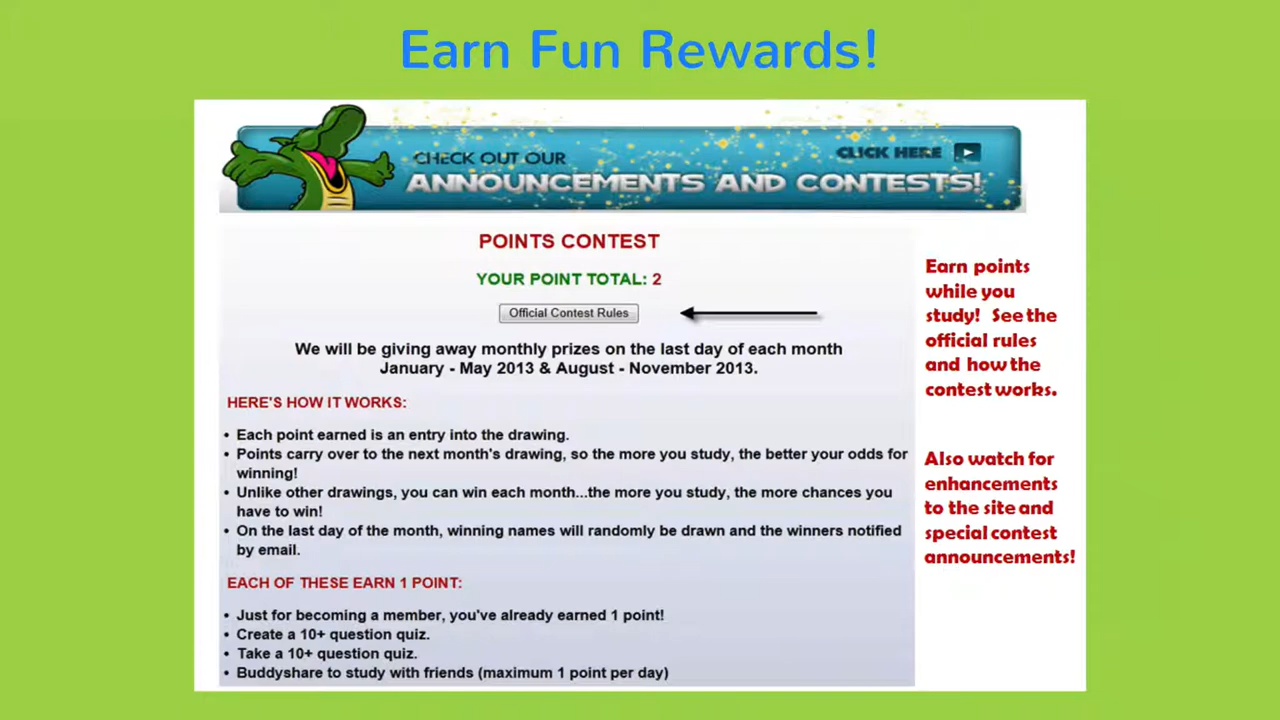 Earn Fun Rewards!
CHECK OUT OUR
CLICK HERE
ANNOUNCEMENTS AND CONTESTS!
POINTS CONTEST
YOUR POINT TOTAL: 2
Official Contest Rules
We will be giving away monthly prizes on the last day of each month
January - May 2013 & August - November 2013.
HERE'S HOW IT WORKS:
• Each point earned is an entry into the drawing.
• Points carry over to the next month's drawing, so the more you study, the better your odds for
winning!
• Unlike other drawings, you can win each month...the more you study, the more chances you
have to win!
• On the last day of the month, winning names will randomly be drawn and the winners notified
by email.
EACH OF THESE EARN 1 POINT:
• Just for becoming a member, you've already earned 1 point!
• Create a 10+ question quiz.
• Take a 10+ question quiz.
• Buddyshare to study with friends (maximum 1 point per day)
Earn points
while you
study! See the
official rules
and how the
contest works.
Also watch for
enhancements
to the site and
special contest
announcements!